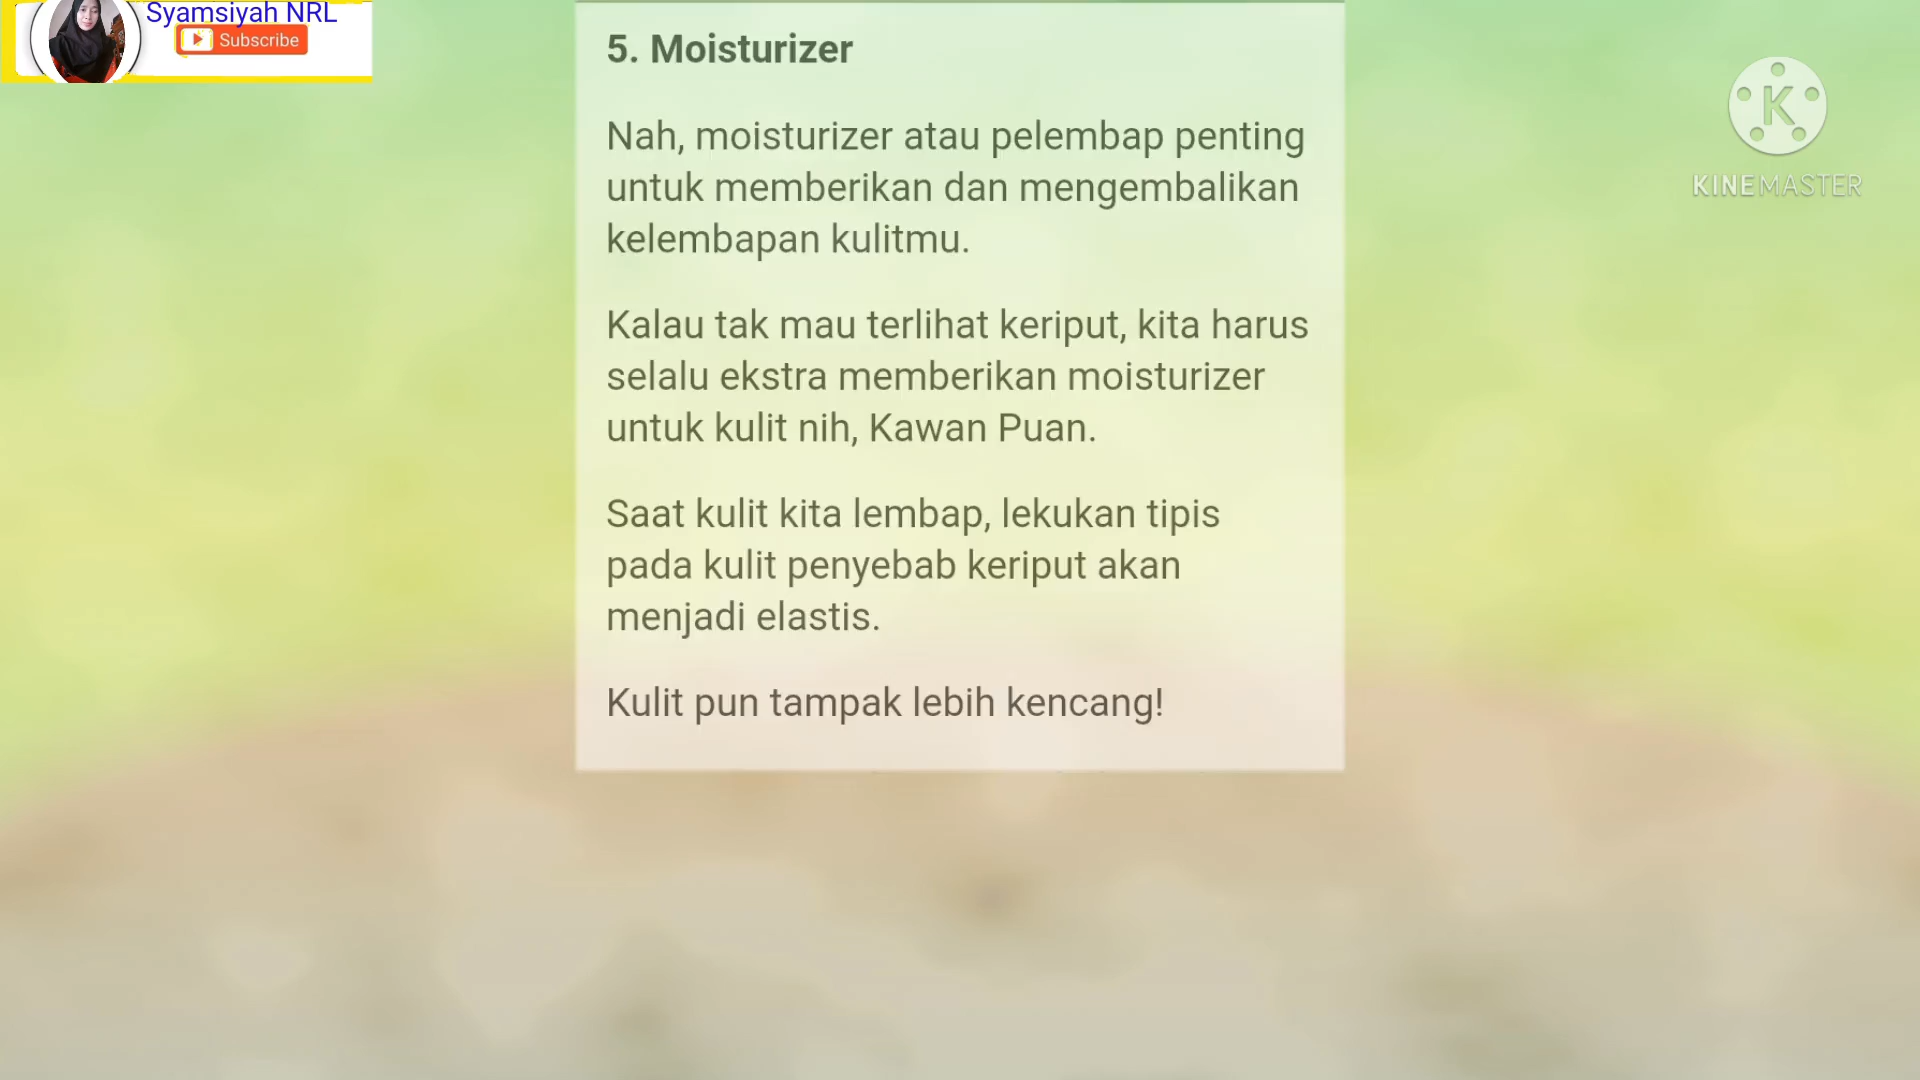 Syamsiyah NRL
Subscribe
5. Moisturizer
Nah, moisturizer atau pelembap penting
untuk memberikan dan mengembalikan
kelembapan kulitmu.
Kalau tak mau terlihat keriput, kita harus
selalu ekstra memberikan moisturizer
untuk kulit nih, Kawan Puan.
Saat kulit kita lembap, lekukan tipis
pada kulit penyebab keriput akan
menjadi elastis.
Kulit pun tampak lebih kencang!
K
KINEMASTER